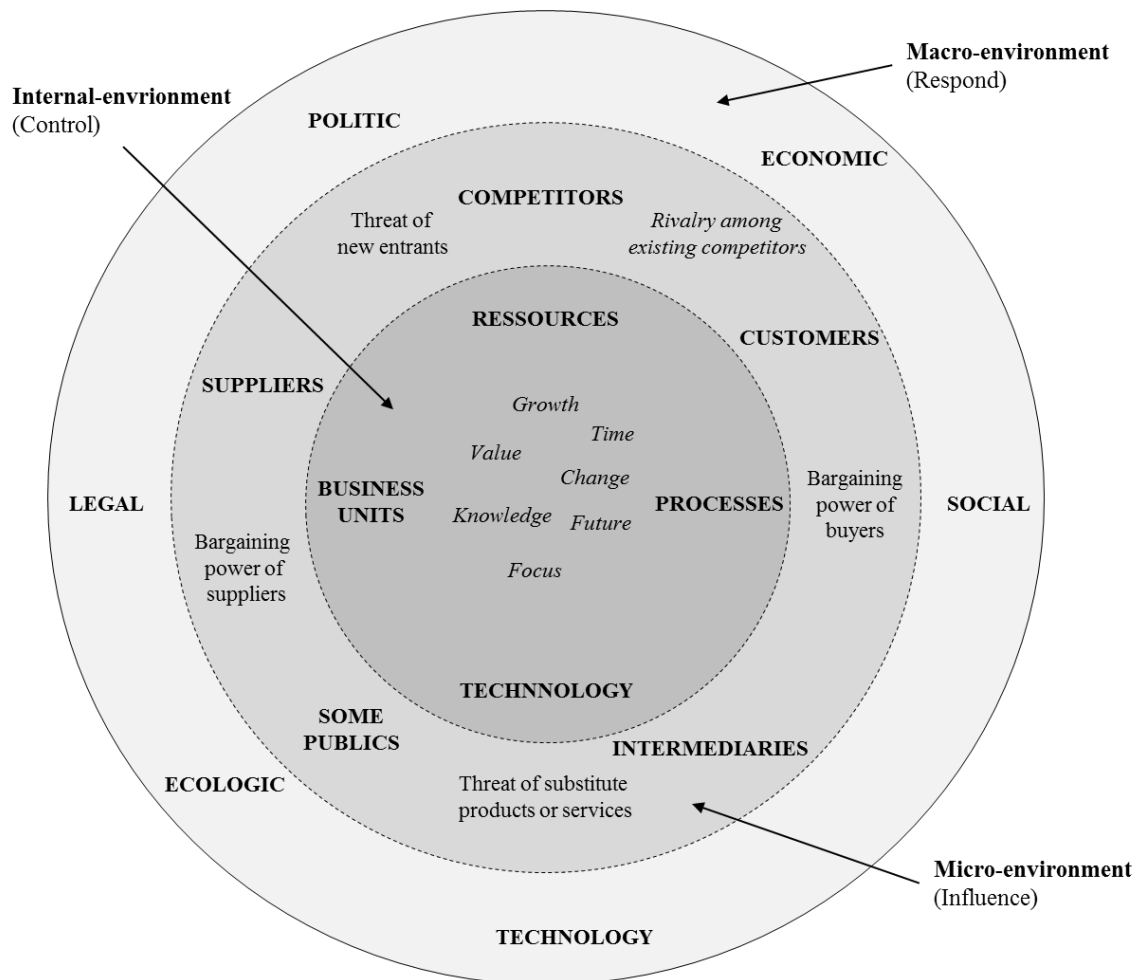 Macro-environment
(Respond)
Internal-envrionment
(Control)
POLITIC
ECONOMIC
COMPETITORS
Threat of
new entrants
Rivalry among
existing competitors
RESSOURCES
CUSTOMERS
SUPPLIERS
Growth
Time
Value
Change
BUSINESS
UNITS
PROCESSES
Knowledge
Future
Focus
Bargaining
power of
buyers
LEGAL
SOCIAL
Bargaining
power of
suppliers
TECHNNOLOGY
SOME
PUBLICS
INTERMEDIARIES
ECOLOGIC
Threat of substitute
products or services
Micro-environment
(Influence)
TECHNOLOGY